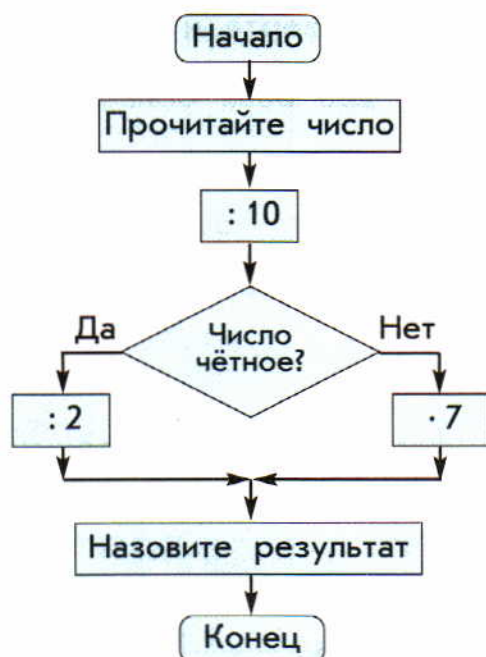 Начало
Прочитайте число
: 10
Да
Число
чётное?
Нет
: 2
· 7
Назовите результат
Конец